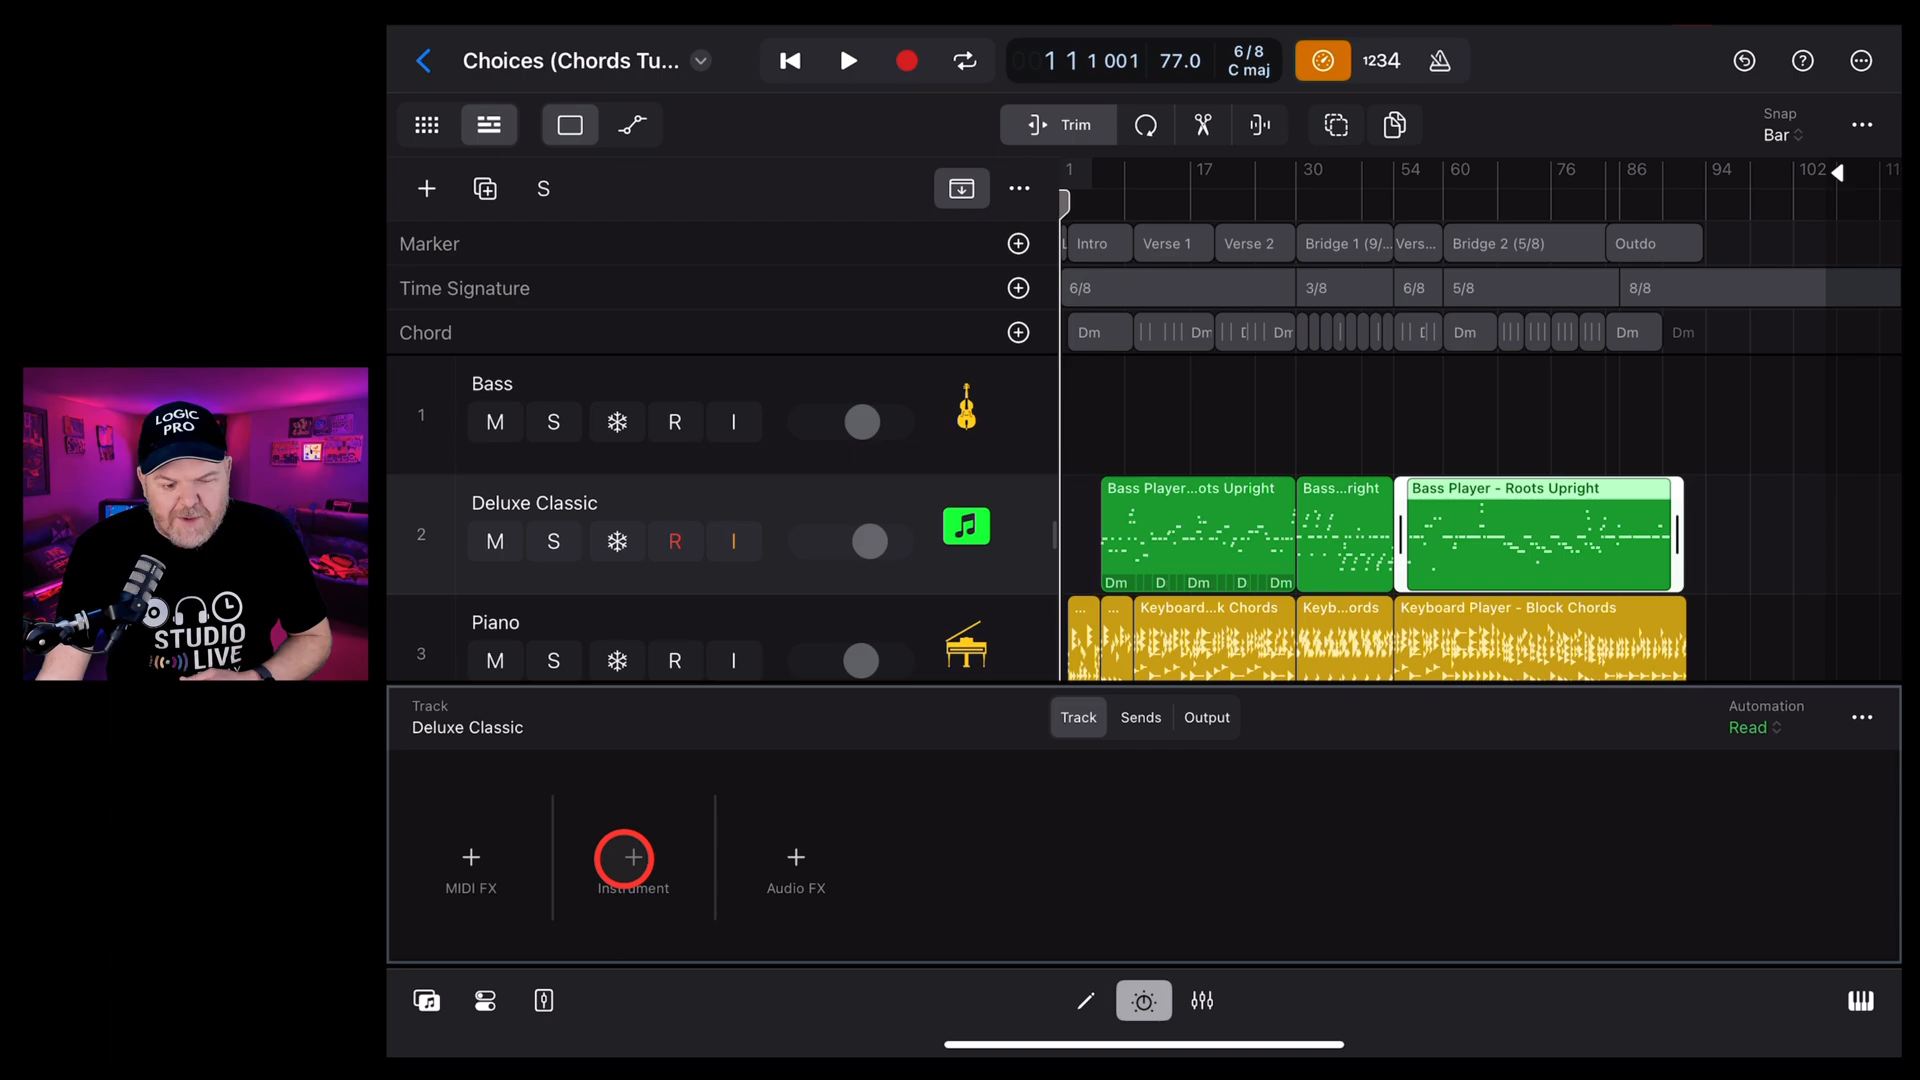 Choices (Chords Tu...
001 1 1 001
77.0
6/8
C maj
1234
Trim
Snap
Bar
S
1 17 30 54 60 76 86 94 102 11
Marker
Intro
Verse 1
Verse 2
Bridge 1 (9/...
Vers...
Bridge 2 (5/8)
Outdo
Time Signature
6/8
3/8
6/8
5/8
8/8
Chord
Dm
Dm
Dm
Dm
Dm
Dm
1
Bass
M S R I
2
Deluxe Classic
M S R I
Bass Player...ots Upright
Bass...right
Bass Player - Roots Upright
Dm D Dm D Dm
3
Piano
M S R I
...
...
Keyboard...k Chords
Keyb...ords
Keyboard Player - Block Chords
LOGIC
PRO
STUDIO
LIVE
Track
Deluxe Classic
Track
Sends
Output
Automation
Read
MIDI FX
Instrument
Audio FX